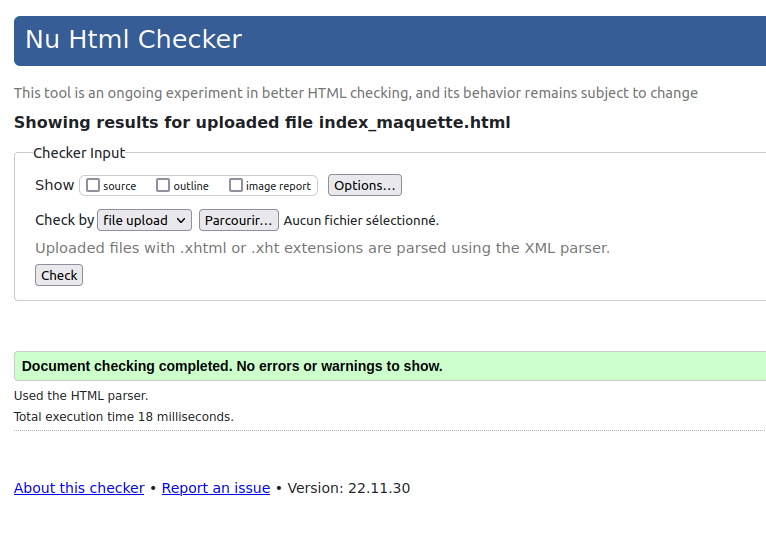 Nu Html Checker
This tool is an ongoing experiment in better HTML checking, and its behavior remains subject to change
Showing results for uploaded file index_maquette.html
Checker Input
Show source outline image report Options...
Check by file upload Parcourir... Aucun fichier sélectionné.
Uploaded files with .xhtml or .xht extensions are parsed using the XML parser.
Check
Document checking completed. No errors or warnings to show.
Used the HTML parser.
Total execution time 18 milliseconds.
About this checker • Report an issue • Version: 22.11.30